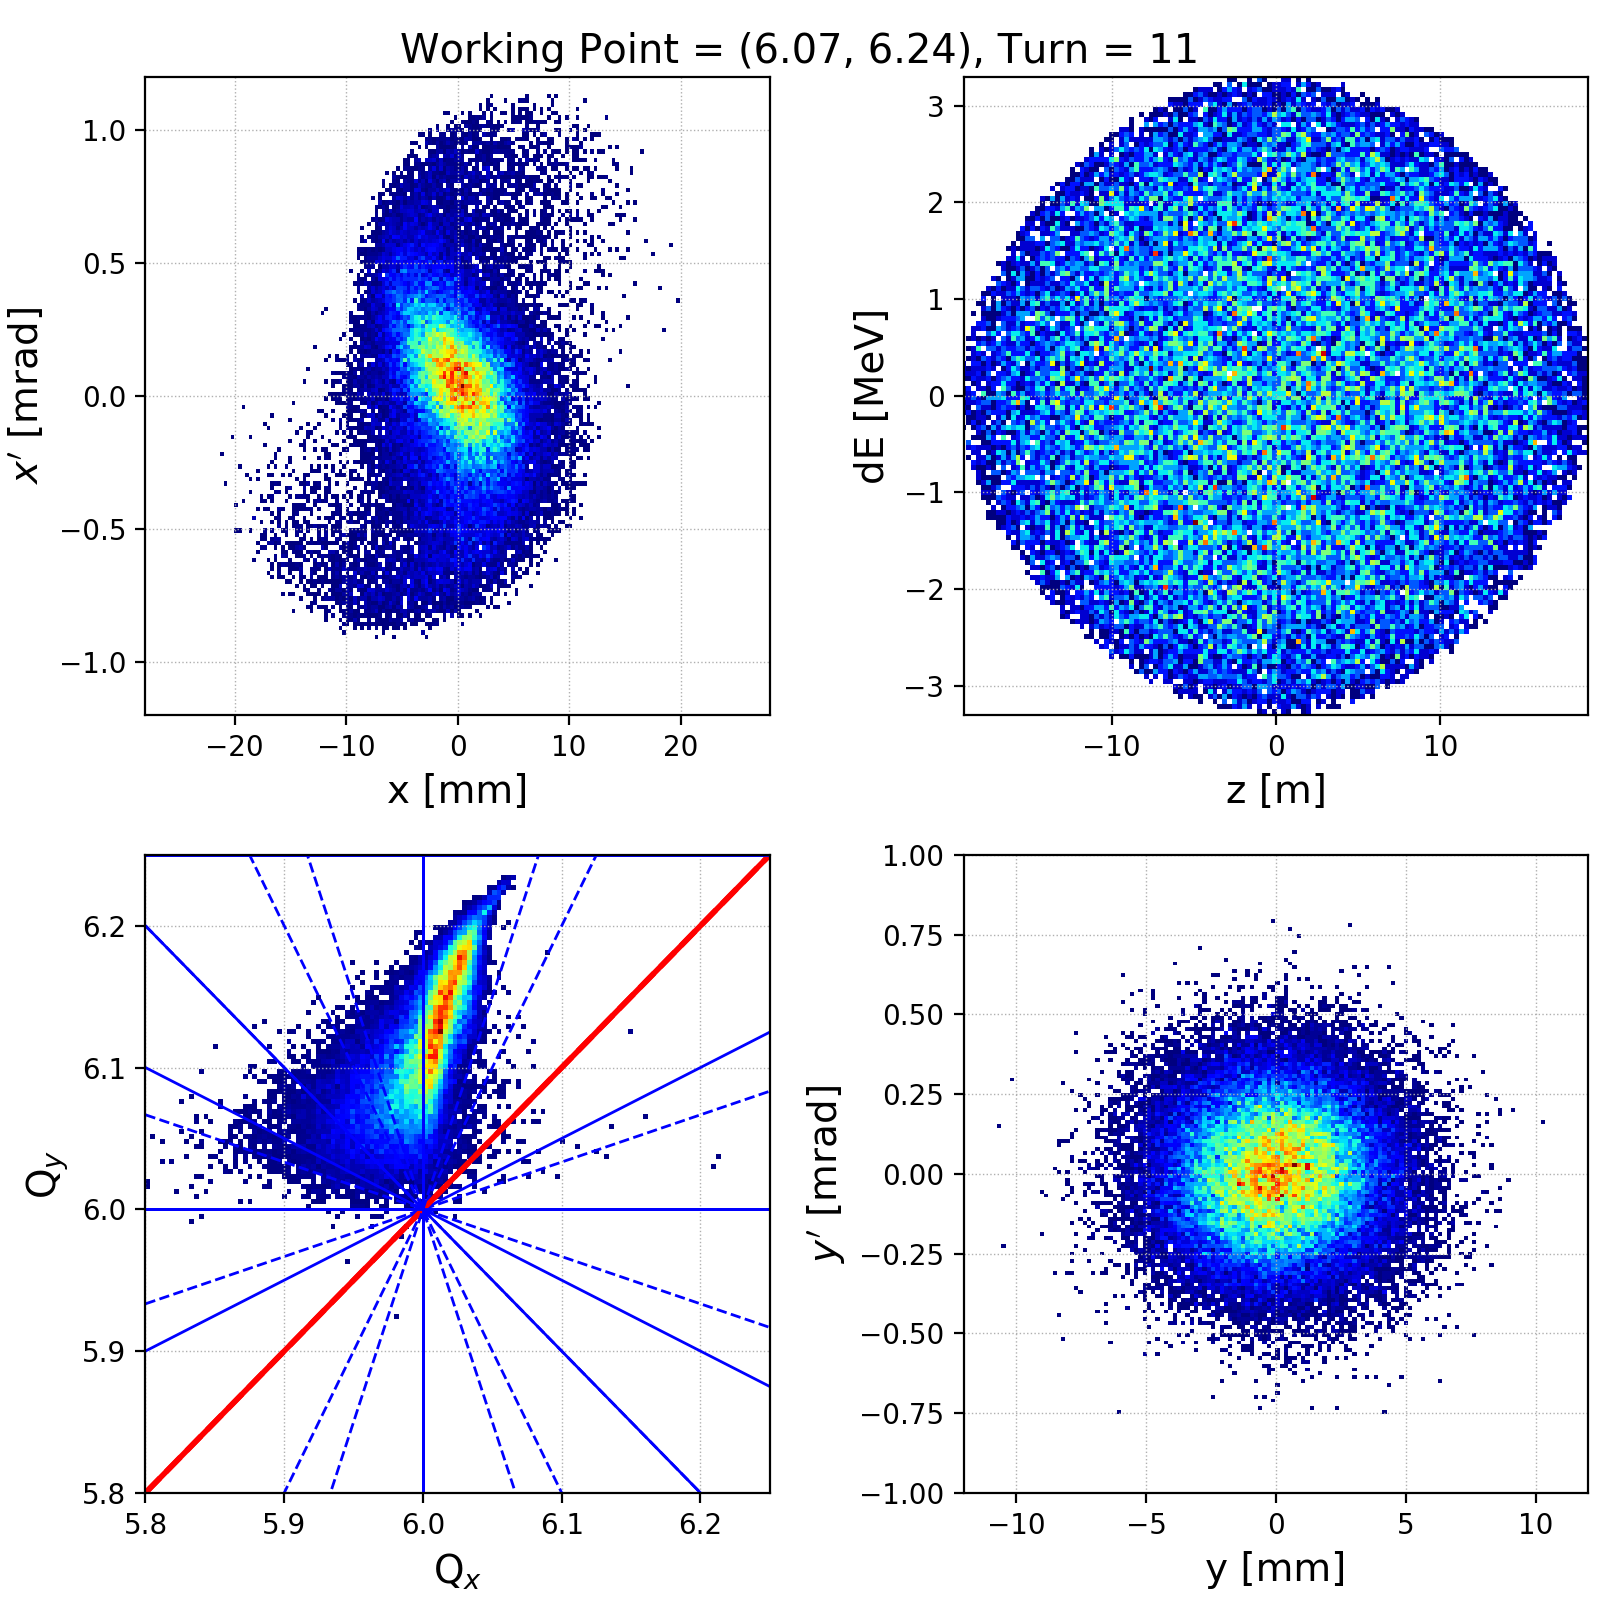 Working Point = (6.07, 6.24), Turn = 11
1.0
0.5
0.0
−0.5
−1.0
x′ [mrad]
−20 −10 0 10 20
x [mm]
3
2
1
0
−1
−2
−3
dE [MeV]
−10 0 10
z [m]
6.2
6.1
6.0
5.9
5.8
Qy
5.8 5.9 6.0 6.1 6.2
Qx
1.00
0.75
0.50
0.25
0.00
−0.25
−0.50
−0.75
−1.00
y′ [mrad]
−10 −5 0 5 10
y [mm]